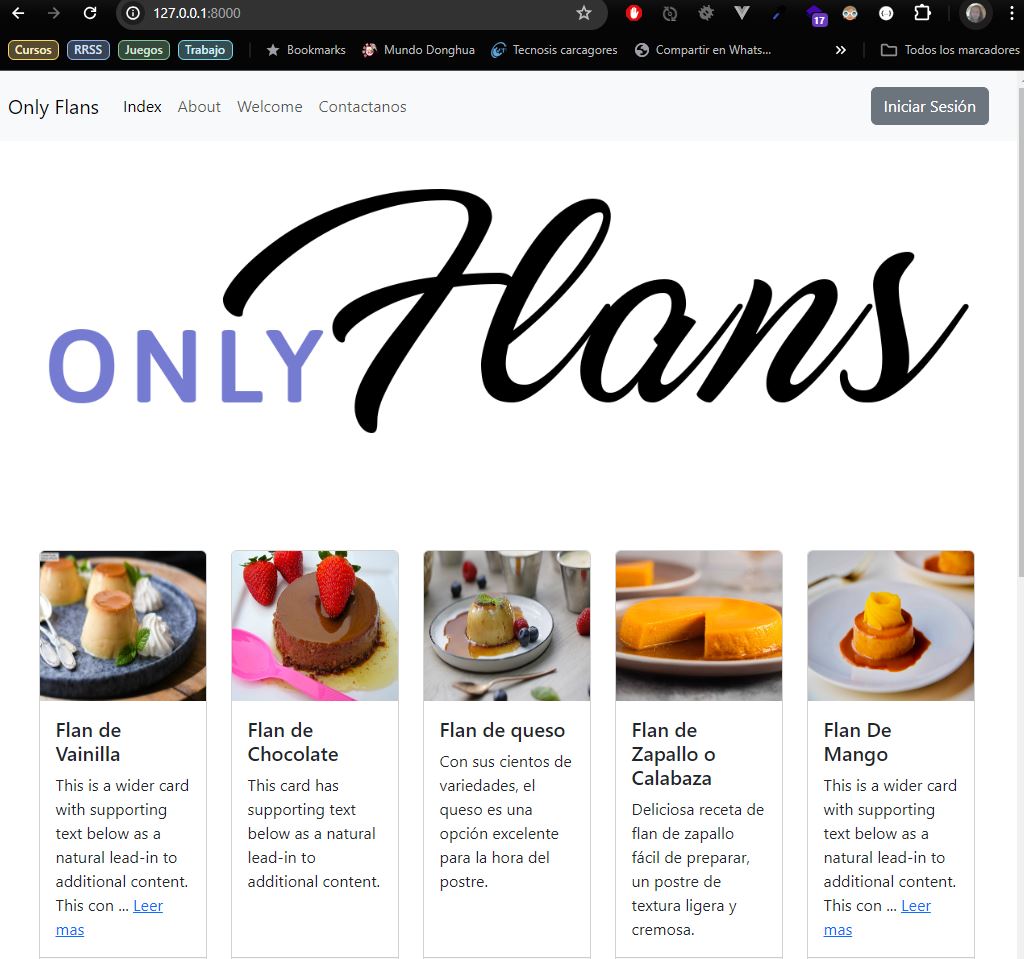 127.0.0.1:8000
17
Cursos RRSS Juegos Trabajo Bookmarks Mundo Donghua Tecnosis carcagores Compartir en Whats... » Todos los marcadores
Only Flans Index About Welcome Contactanos Iniciar Sesión
ONLY Flans
Flan de
Vainilla
This is a wider card
with supporting
text below as a
natural lead-in to
additional content.
This con ... Leer
mas
Flan de
Chocolate
This card has
supporting text
below as a natural
lead-in to
additional content.
Flan de queso
Con sus cientos de
variedades, el
queso es una
opción excelente
para la hora del
postre.
Flan de
Zapallo o
Calabaza
Deliciosa receta de
flan de zapallo
fácil de preparar,
un postre de
textura ligera y
cremosa.
Flan De
Mango
This is a wider card
with supporting
text below as a
natural lead-in to
additional content.
This con ... Leer
mas